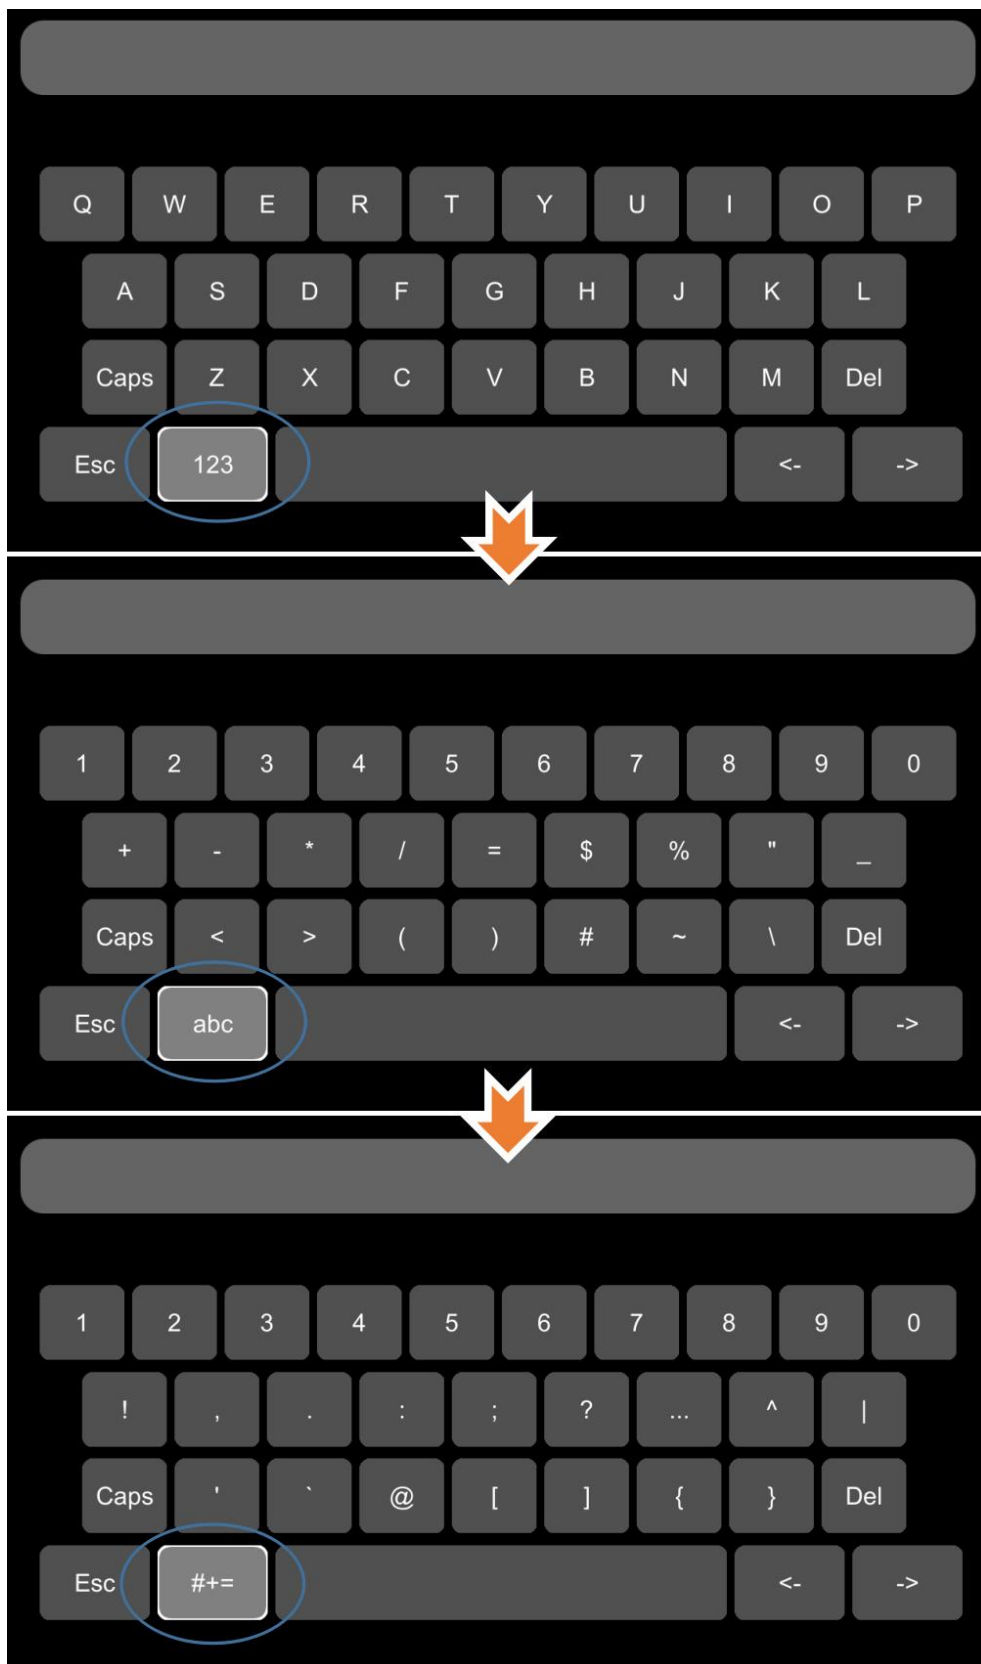 Q W E R T Y U I O P
A S D F G H J K L
Caps Z X C V B N M Del
Esc 123 <- ->
1 2 3 4 5 6 7 8 9 0
+ - * / = $ % " _
Caps < > ( ) # ~ \ Del
Esc abc <- ->
1 2 3 4 5 6 7 8 9 0
! , . : ; ? ... ^ |
Caps ' ` @ [ ] { } Del
Esc #+= <- ->